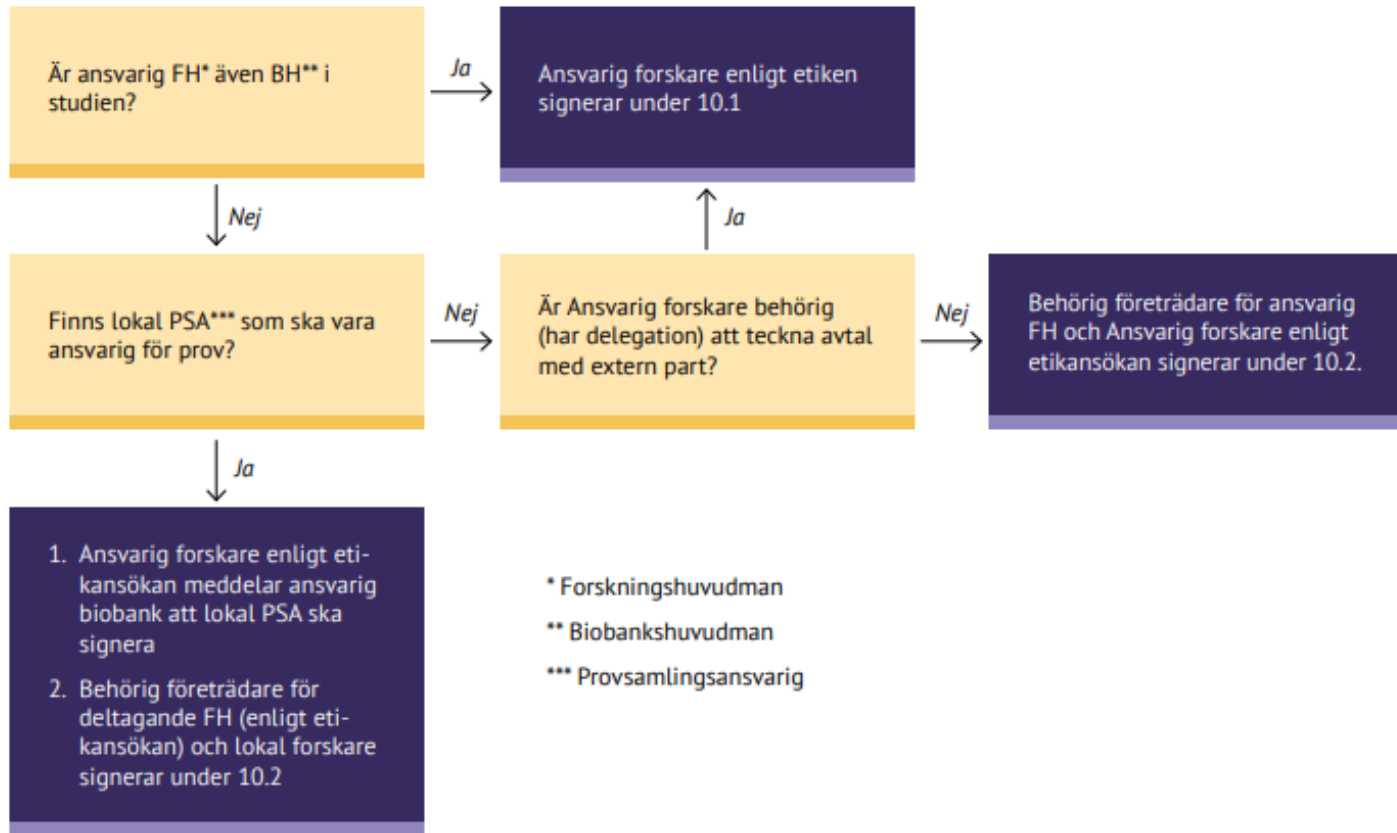 Är ansvarig FH* även BH** i
studien?
Ja
Ansvarig forskare enligt etiken
signerar under 10.1
Nej
Ja
Finns lokal PSA*** som ska vara
ansvarig för prov?
Nej
Är Ansvarig forskare behörig
(har delegation) att teckna avtal
med extern part?
Nej
Behörig företrädare för ansvarig
FH och Ansvarig forskare enligt
etikansökan signerar under 10.2.
Ja
1. Ansvarig forskare enligt eti-
kansökan meddelar ansvarig
biobank att lokal PSA ska
signera
2. Behörig företrädare för
deltagande FH (enligt eti-
kansökan) och lokal forskare
signerar under 10.2
* Forskningshuvudman
** Biobankshuvudman
*** Provsamlingsansvarig